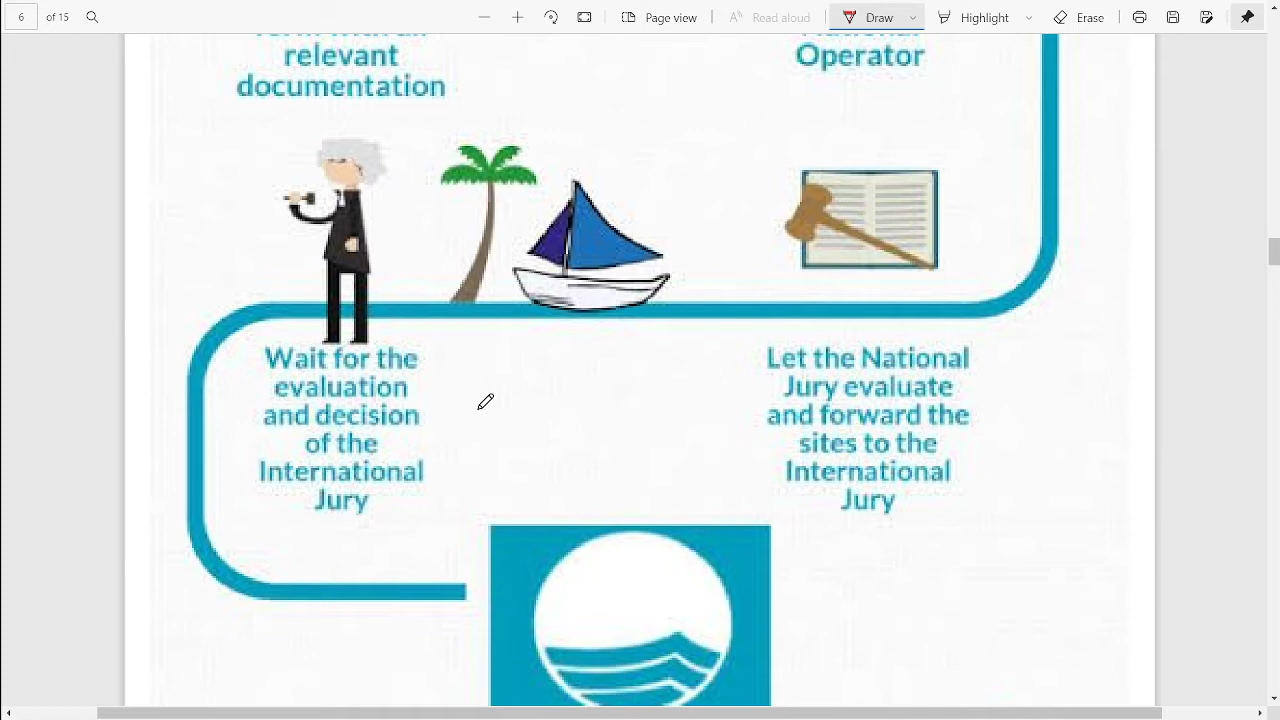 6 of 15 Page view Read aloud Draw Highlight Erase
relevant
documentation
Operator
Wait for the
evaluation
and decision
of the
International
Jury
Let the National
Jury evaluate
and forward the
sites to the
International
Jury